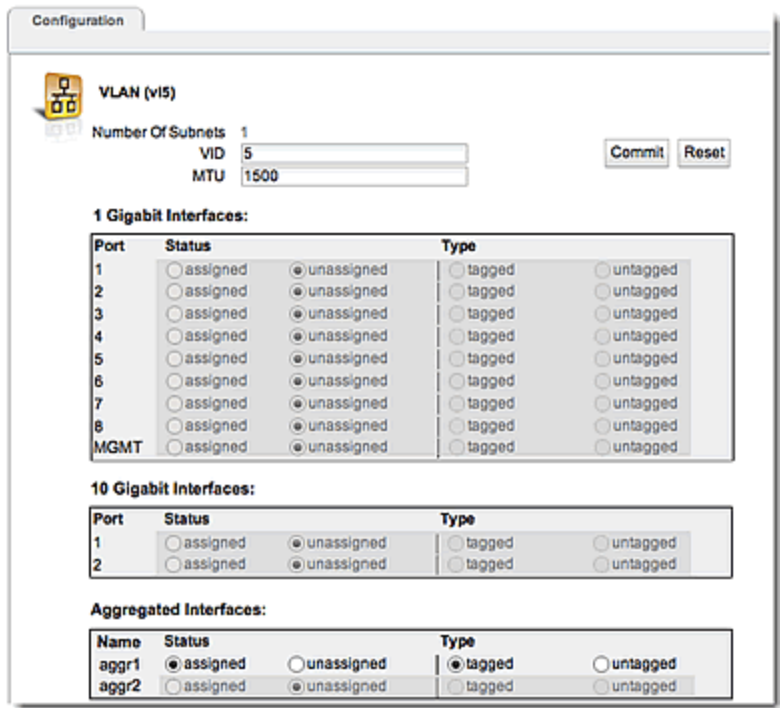 Configuration
VLAN (vl5)
Number Of Subnets 1
VID 5
MTU 1500
Commit Reset
1 Gigabit Interfaces:
Port Status Type
1 assigned unassigned tagged untagged
2 assigned unassigned tagged untagged
3 assigned unassigned tagged untagged
4 assigned unassigned tagged untagged
5 assigned unassigned tagged untagged
6 assigned unassigned tagged untagged
7 assigned unassigned tagged untagged
8 assigned unassigned tagged untagged
MGMT assigned unassigned tagged untagged
10 Gigabit Interfaces:
Port Status Type
1 assigned unassigned tagged untagged
2 assigned unassigned tagged untagged
Aggregated Interfaces:
Name Status Type
aggr1 assigned unassigned tagged untagged
aggr2 assigned unassigned tagged untagged